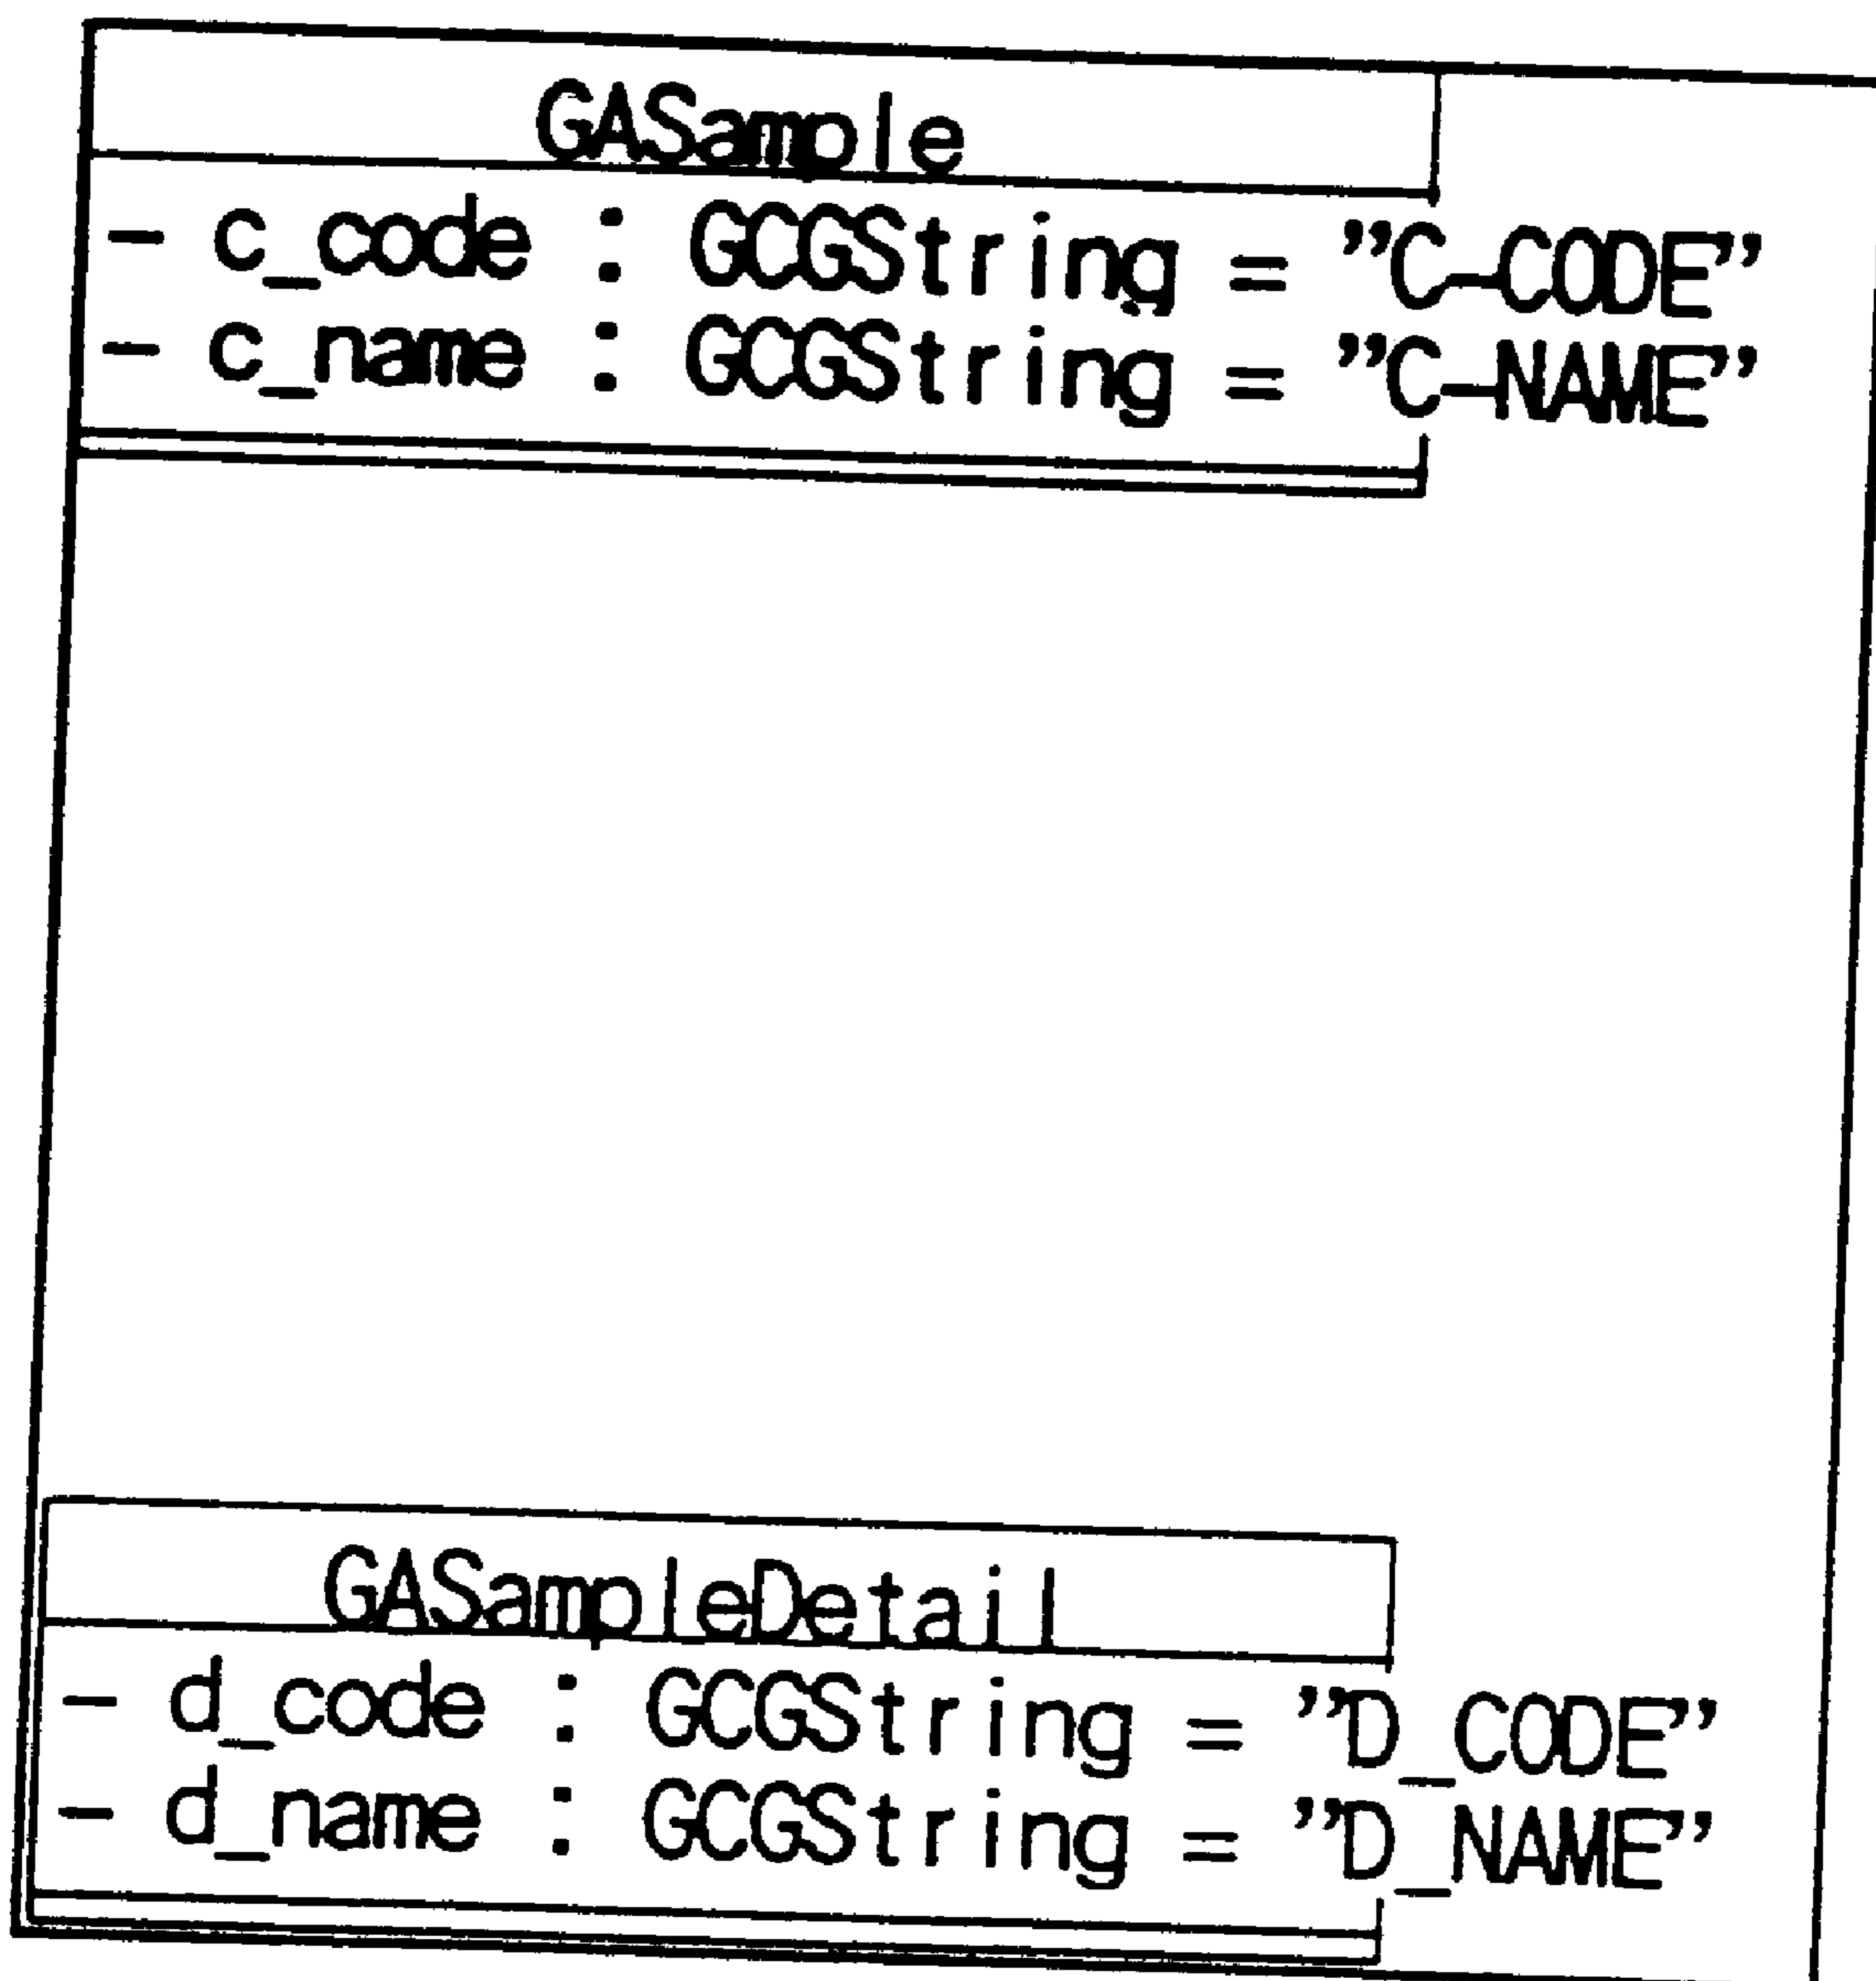 GASample
- c_code : GCGString = "C-CODE"
- c_name : GCGString = "C-NAME"
GASampleDetail
- d_code : GCGString = "D_CODE"
- d_name : GCGString = "D_NAME"